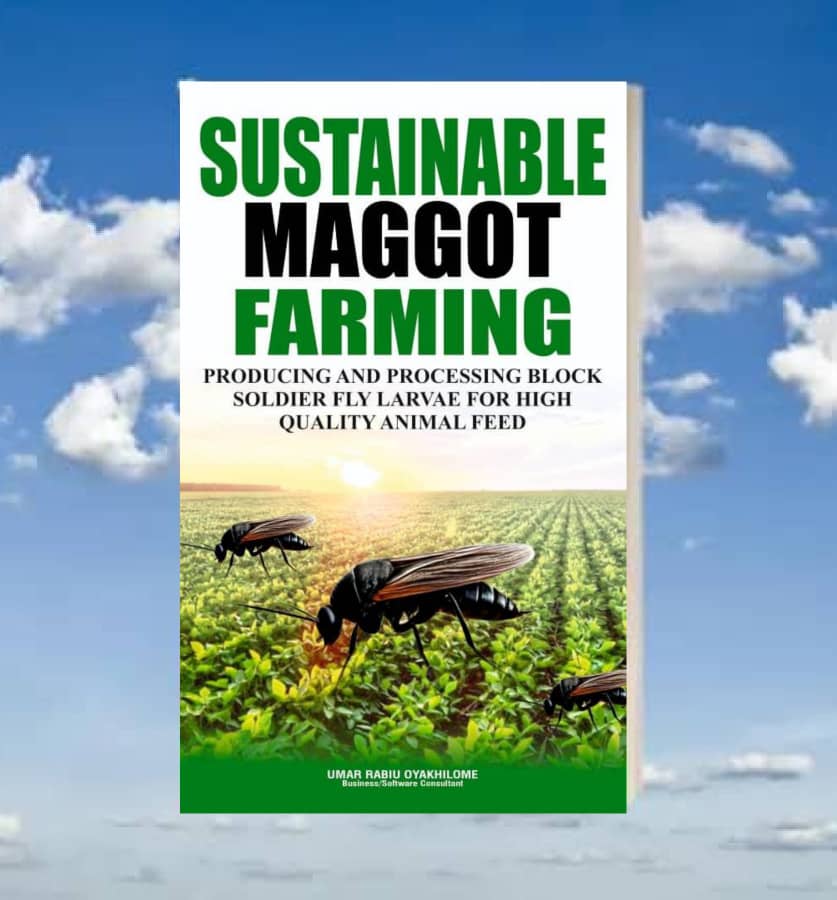 SUSTAINABLE
MAGGOT
FARMING
PRODUCING AND PROCESSING BLOCK
SOLDIER FLY LARVAE FOR HIGH
QUALITY ANIMAL FEED
UMAR RABIU OYAKHILOME
Business/Software Consultant